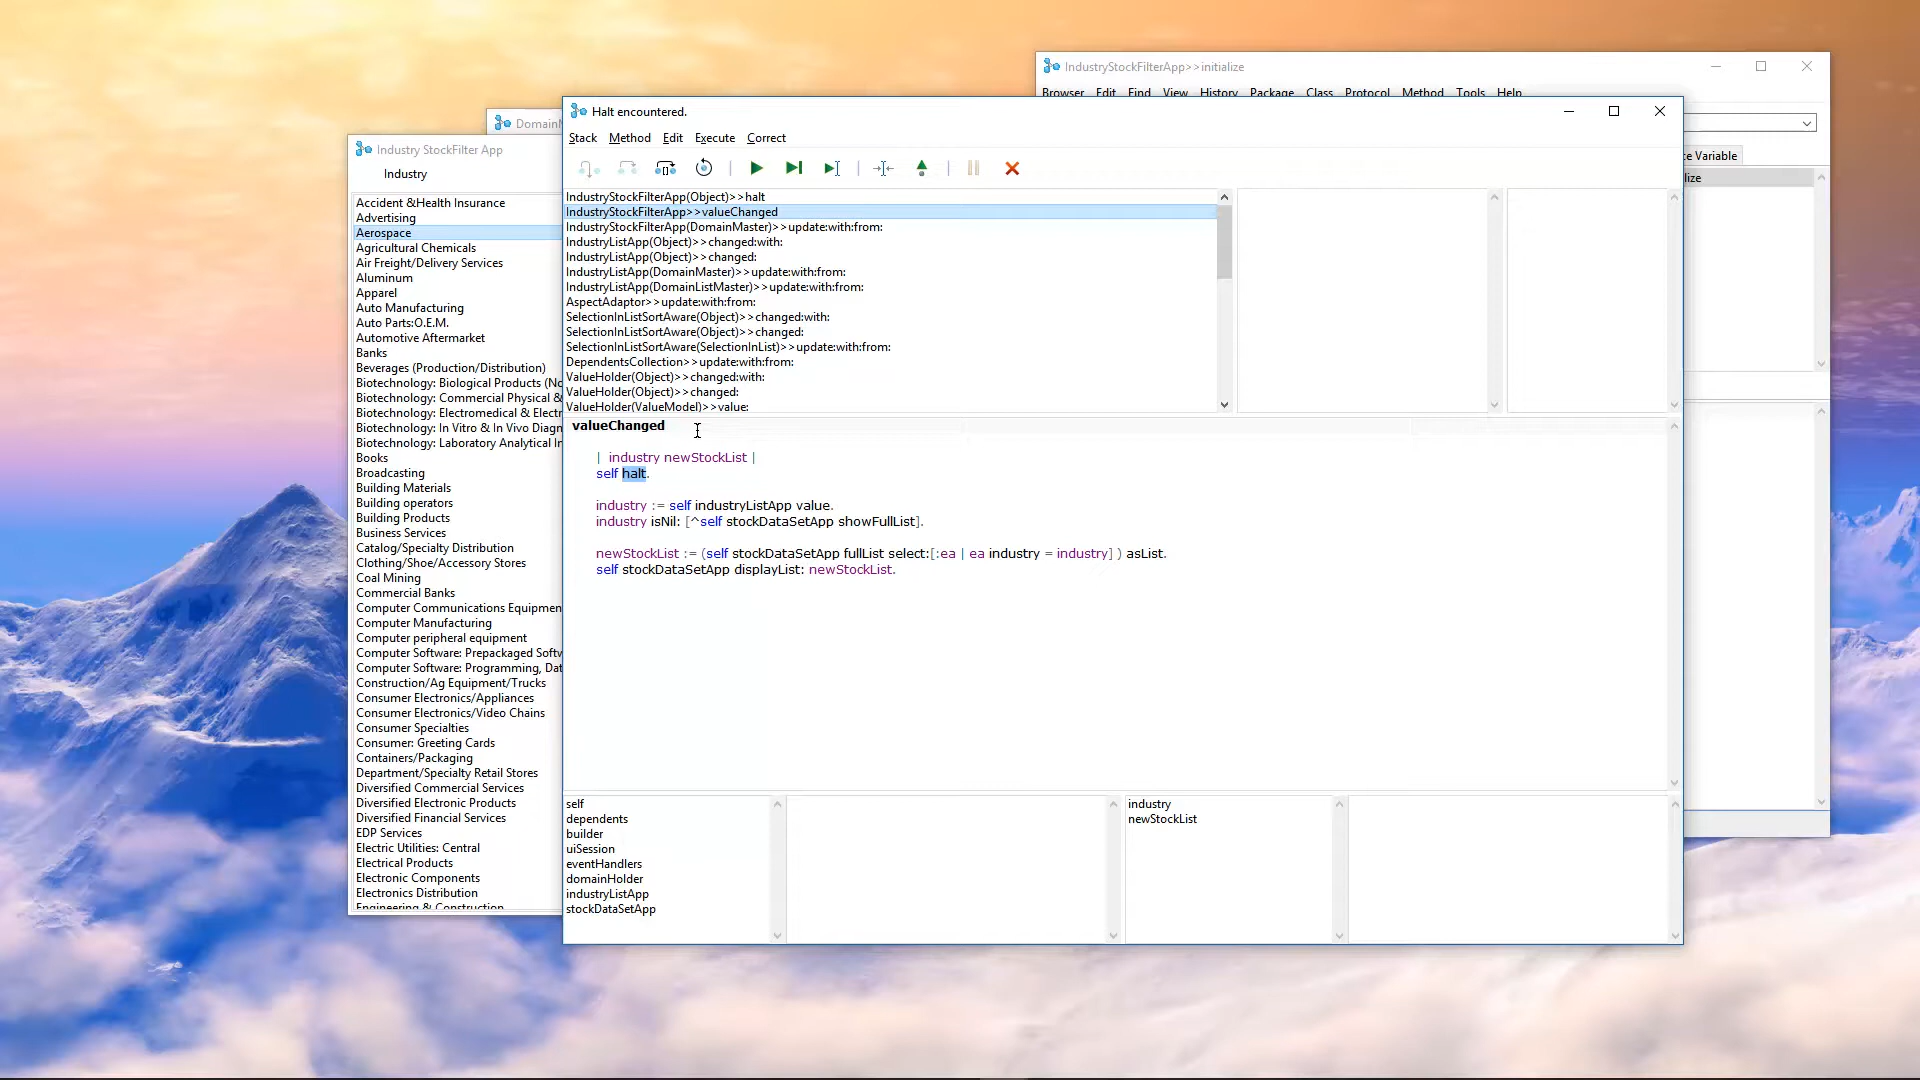 IndustryStockFilterApp>>initialize
Browser Edit Find View History Package Class Protocol Method Tools Help
Halt encountered.
Stack Method Edit Execute Correct
Industry StockFilter App
Industry
Accident &Health Insurance
Advertising
Aerospace
Agricultural Chemicals
Air Freight/Delivery Services
Aluminum
Apparel
Auto Manufacturing
Auto Parts:O.E.M.
Automotive Aftermarket
Banks
Beverages (Production/Distribution)
Biotechnology: Biological Products (No
Biotechnology: Commercial Physical &
Biotechnology: Electromedical & Electr
Biotechnology: In Vitro & In Vivo Diagn
Biotechnology: Laboratory Analytical In
Books
Broadcasting
Building Materials
Building operators
Building Products
Business Services
Catalog/Specialty Distribution
Clothing/Shoe/Accessory Stores
Coal Mining
Commercial Banks
Computer Communications Equipmen
Computer Manufacturing
Computer peripheral equipment
Computer Software: Prepackaged Softw
Computer Software: Programming, Dat
Construction/Ag Equipment/Trucks
Consumer Electronics/Appliances
Consumer Electronics/Video Chains
Consumer Specialties
Consumer: Greeting Cards
Containers/Packaging
Department/Specialty Retail Stores
Diversified Commercial Services
Diversified Electronic Products
Diversified Financial Services
EDP Services
Electric Utilities: Central
Electrical Products
Electronic Components
Electronics Distribution
Engineering & Construction
IndustryStockFilterApp(Object)>>halt
IndustryStockFilterApp>>valueChanged
IndustryStockFilterApp(DomainMaster)>>update:with:from:
IndustryListApp(Object)>>changed:with:
IndustryListApp(Object)>>changed:
IndustryListApp(DomainMaster)>>update:with:from:
IndustryListApp(DomainListMaster)>>update:with:from:
AspectAdaptor>>update:with:from:
SelectionInListSortAware(Object)>>changed:with:
SelectionInListSortAware(Object)>>changed:
SelectionInListSortAware(SelectionInList)>>update:with:from:
DependentsCollection>>update:with:from:
ValueHolder(Object)>>changed:with:
ValueHolder(Object)>>changed:
ValueHolder(ValueModel)>>value:
valueChanged
| industry newStockList |
self halt.
industry := self industryListApp value.
industry isNil: [^self stockDataSetApp showFullList].
newStockList := (self stockDataSetApp fullList select:[:ea | ea industry = industry] ) asList.
self stockDataSetApp displayList: newStockList.
self
dependents
builder
uiSession
eventHandlers
domainHolder
industryListApp
stockDataSetApp
industry
newStockList
ce Variable
lize